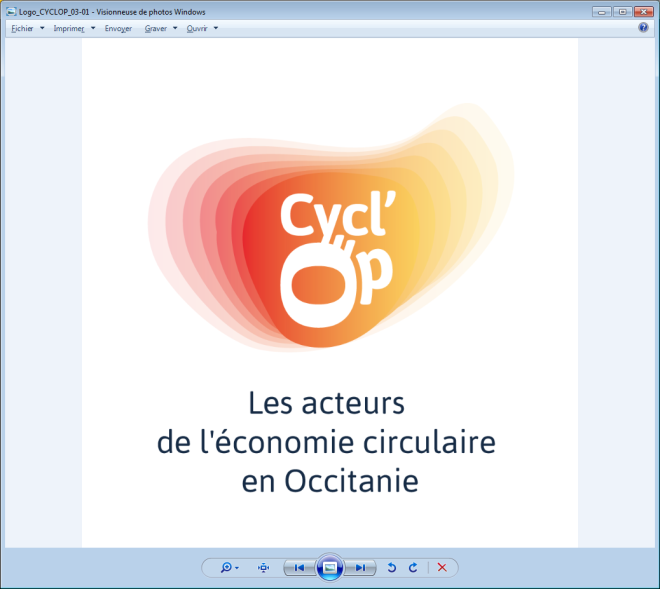 Logo_CYCLOP_03-01 - Visionneuse de photos Windows
Fichier Imprimer Envoyer Graver Ouvrir
Cycl'
Op
Les acteurs
de l'économie circulaire
en Occitanie